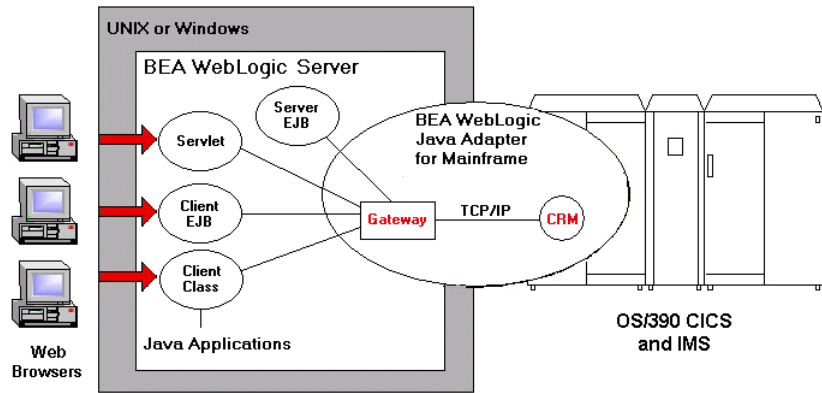 UNIX or Windows
BEA WebLogic Server
Server
EJB
BEA WebLogic
Java Adapter
for Mainframe
Servlet
Client
EJB
Gateway
TCP/IP
CRM
Client
Class
Java Applications
Web
Browsers
OS/390 CICS
and IMS